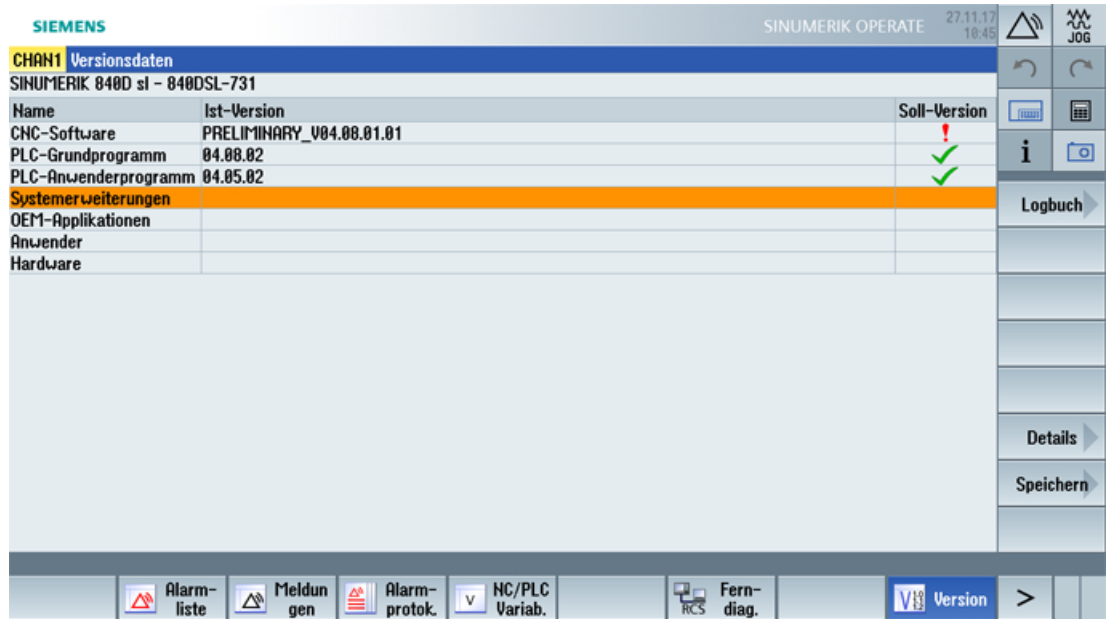 SIEMENS
SINUMERIK OPERATE
27.11.17
10:45
JOG
CHAN1 Versionsdaten
SINUMERIK 840D sl - 840DSL-731
Name Ist-Version Soll-Version
CNC-Software PRELIMINARY_V04.08.01.01
PLC-Grundprogramm 04.08.02
PLC-Anwenderprogramm 04.05.02
Systemerweiterungen
OEM-Applikationen
Anwender
Hardware
i
Logbuch
Details
Speichern
Alarm-
liste
Meldun
gen
Alarm-
protok.
V
NC/PLC
Variab.
RCS
Fern-
diag.
Version
>